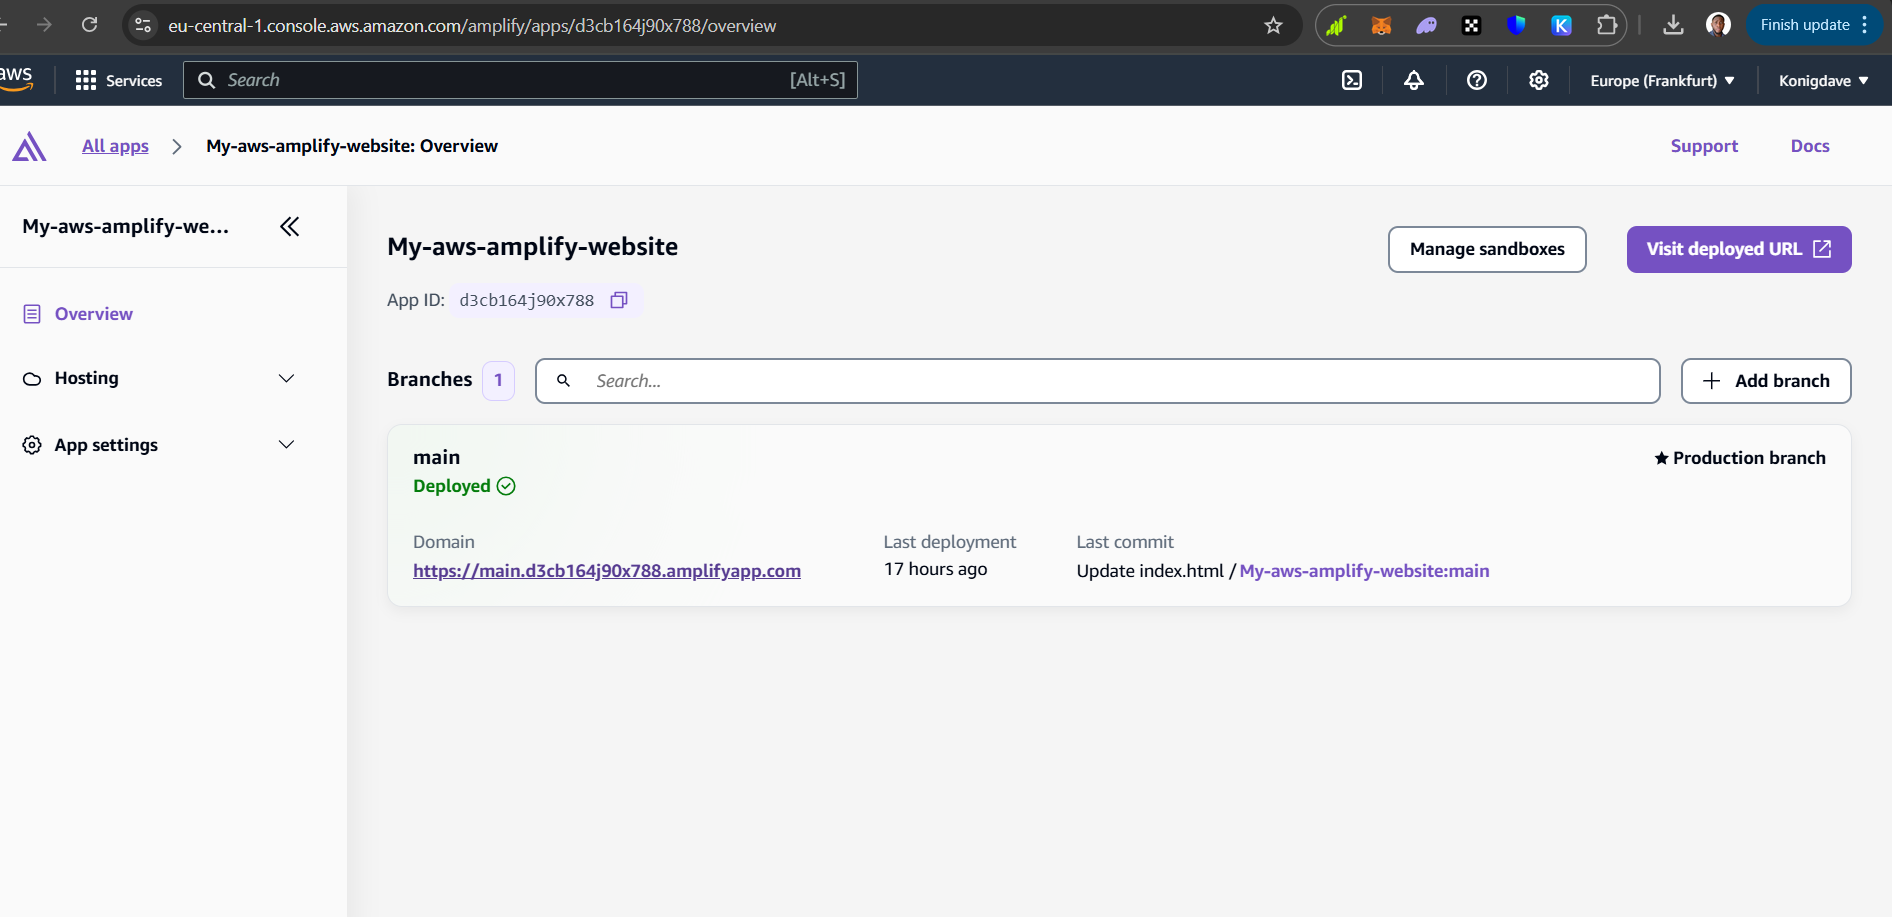 eu-central-1.console.aws.amazon.com/amplify/apps/d3cb164j90x788/overview
Finish update
aws
Services
Search
[Alt+S]
Europe (Frankfurt)
Konigdave
All apps
My-aws-amplify-website: Overview
Support
Docs
My-aws-amplify-we...
Overview
Hosting
App settings
My-aws-amplify-website
Manage sandboxes
Visit deployed URL
App ID: d3cb164j90x788
Branches 1
Search...
Add branch
main
Production branch
Deployed
Domain
https://main.d3cb164j90x788.amplifyapp.com
Last deployment
17 hours ago
Last commit
Update index.html / My-aws-amplify-website:main